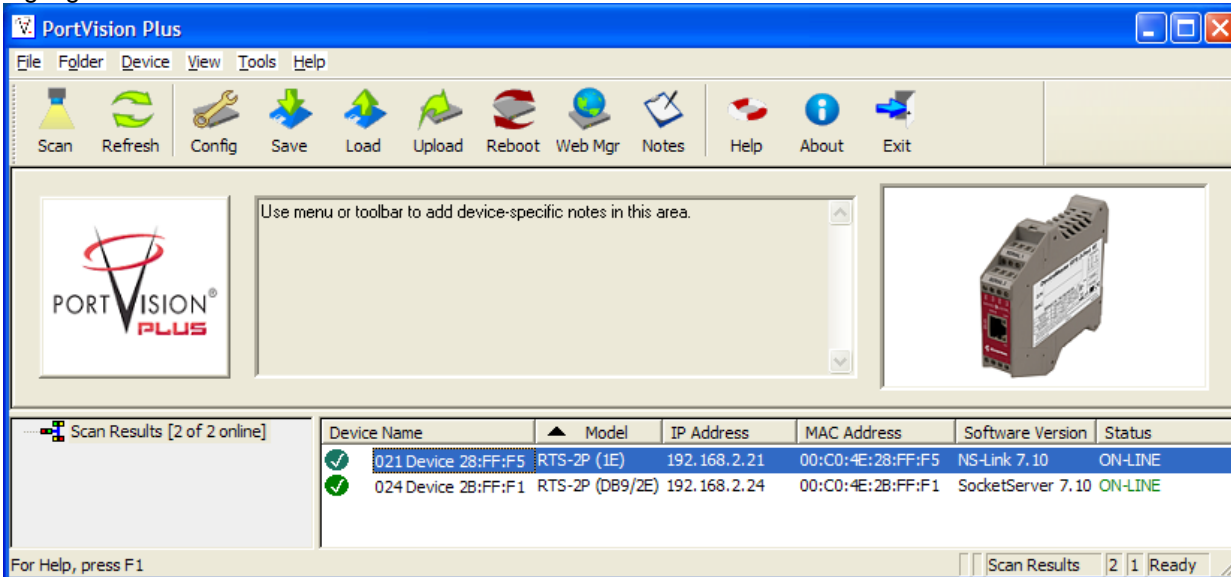 PortVision Plus
File Folder Device View Tools Help
Scan Refresh Config Save Load Upload Reboot Web Mgr Notes Help About Exit
Use menu or toolbar to add device-specific notes in this area.
PORTVISION®
PLUS
Scan Results [2 of 2 online]
Device Name Model IP Address MAC Address Software Version Status
021 Device 28:FF:F5 RTS-2P (1E) 192.168.2.21 00:C0:4E:28:FF:F5 NS-Link 7.10 ON-LINE
024 Device 2B:FF:F1 RTS-2P (DB9/2E) 192.168.2.24 00:C0:4E:2B:FF:F1 SocketServer 7.10 ON-LINE
For Help, press F1 Scan Results 2 1 Ready